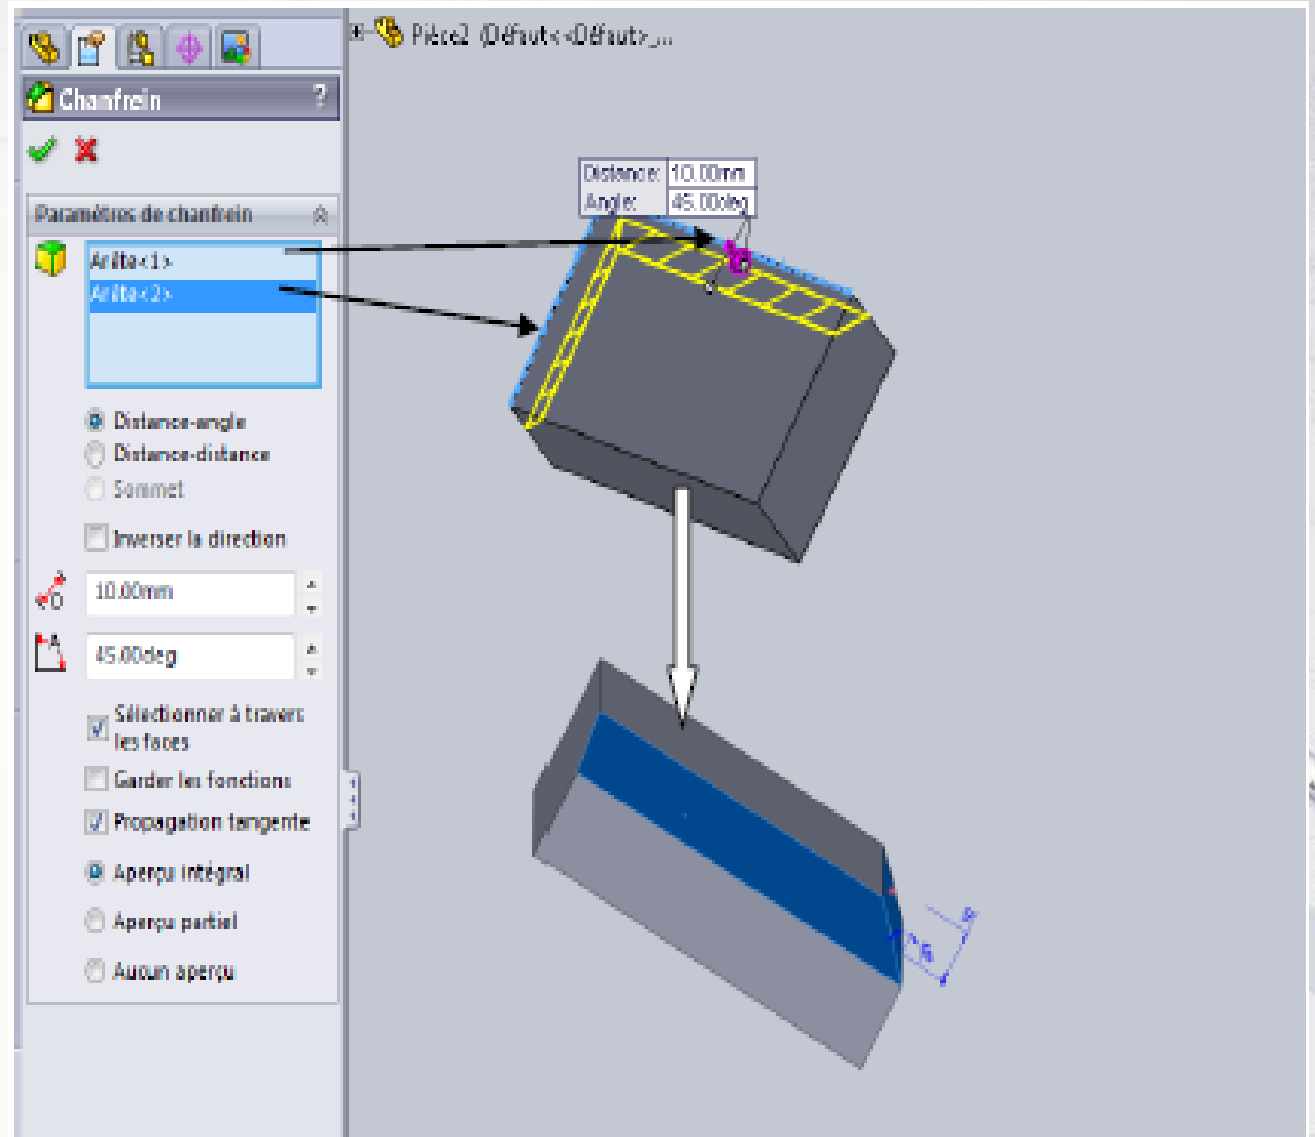 Pièce2 (Défaut<<Défaut>_...
Chanfrein ?
Distance: 10.00mm
Angle: 45.00deg
Paramètres de chanfrein
Arête<1>
Arête<2>
Distance-angle
Distance-distance
Sommet
Inverser la direction
10.00mm
45.00deg
Sélectionner à travers
les faces
Garder les fonctions
Propagation tangente
Aperçu intégral
Aperçu partiel
Aucun aperçu